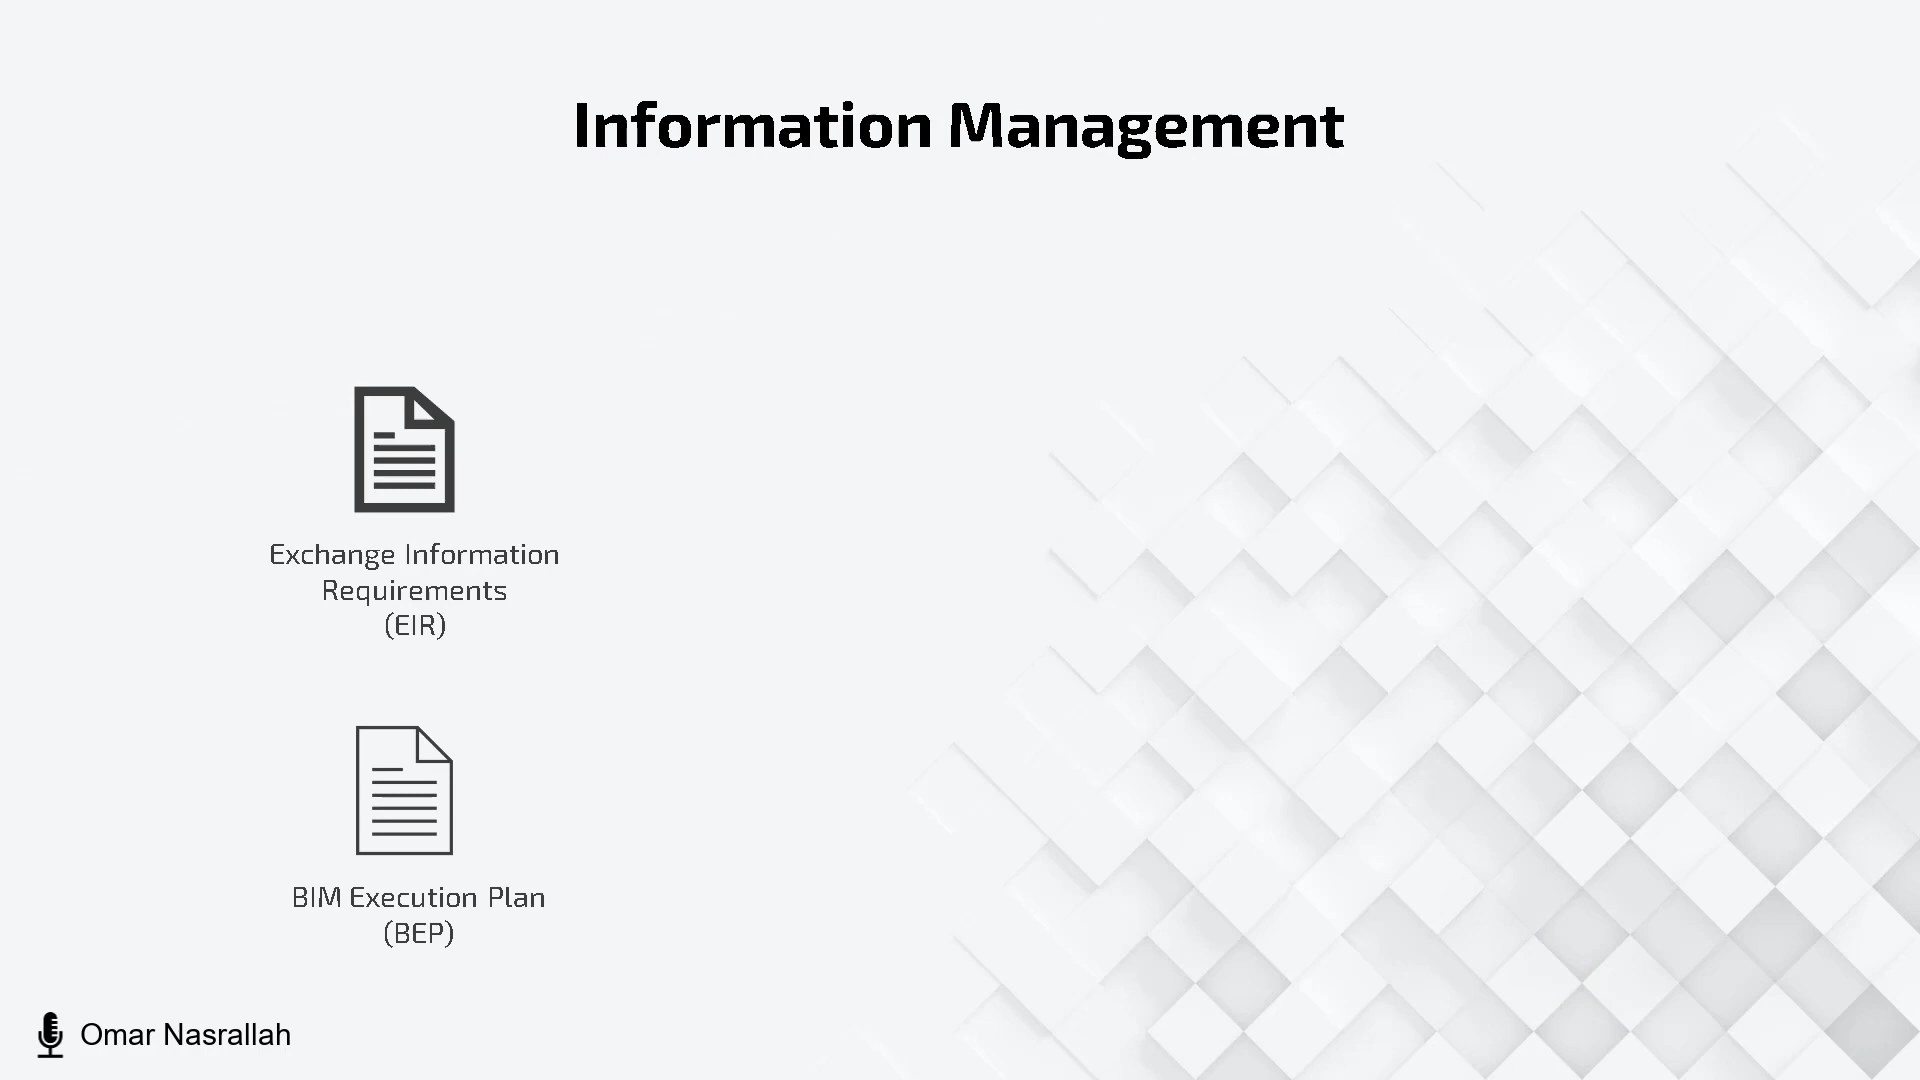 Information Management
Exchange Information
Requirements
(EIR)
BIM Execution Plan
(BEP)
Omar Nasrallah